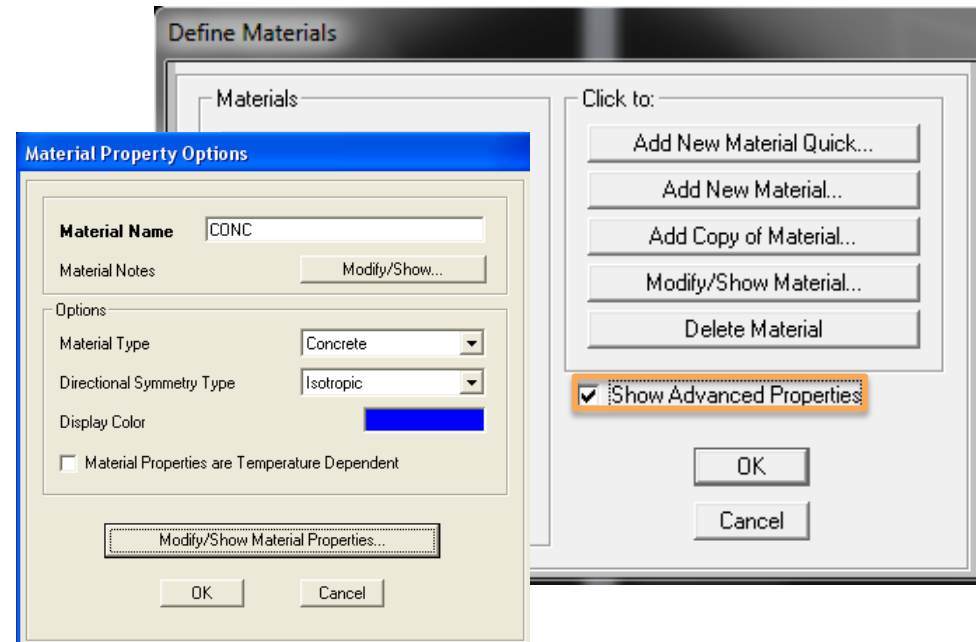 Define Materials
Materials
Click to:
Add New Material Quick...
Add New Material...
Add Copy of Material...
Modify/Show Material...
Delete Material
Show Advanced Properties
OK
Cancel
Material Property Options
Material Name CONC
Material Notes Modify/Show...
Options
Material Type Concrete
Directional Symmetry Type Isotropic
Display Color
Material Properties are Temperature Dependent
Modify/Show Material Properties...
OK Cancel